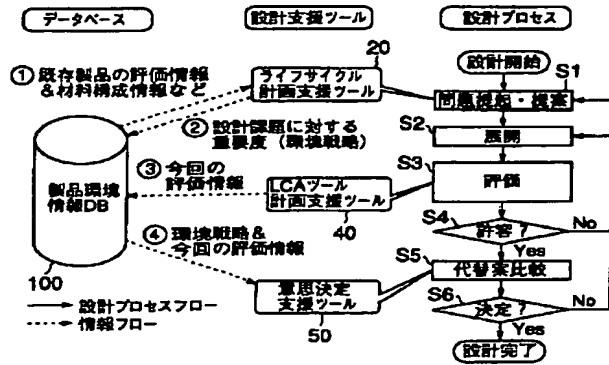 データベース
設計支援ツール
設計プロセス
20
設計開始
S1
① 既存製品の評価情報
&材料構成情報など
ライフサイクル
計画支援ツール
問題提起・提案
② 設計課題に対する
重要度(環境戦略)
S2
展開
③ 今回の
評価情報
S3
評価
製品環境
情報DB
LCAツール
計画支援ツール
40
S4
許容?
No
Yes
④ 環境戦略&
今回の評価情報
100
S5
代替案比較
意思決定
支援ツール
50
S6
決定?
No
Yes
設計プロセスフロー
情報フロー
設計完了